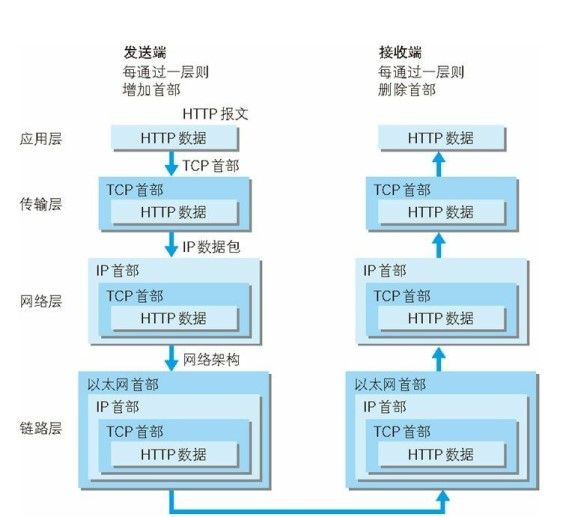 发送端
每通过一层则
增加首部
接收端
每通过一层则
删除首部
HTTP 报文
应用层
HTTP 数据
HTTP 数据
TCP 首部
传输层
TCP 首部
HTTP 数据
TCP 首部
HTTP 数据
IP 数据包
网络层
IP 首部
TCP 首部
HTTP 数据
IP 首部
TCP 首部
HTTP 数据
网络架构
链路层
以太网首部
IP 首部
TCP 首部
HTTP 数据
以太网首部
IP 首部
TCP 首部
HTTP 数据